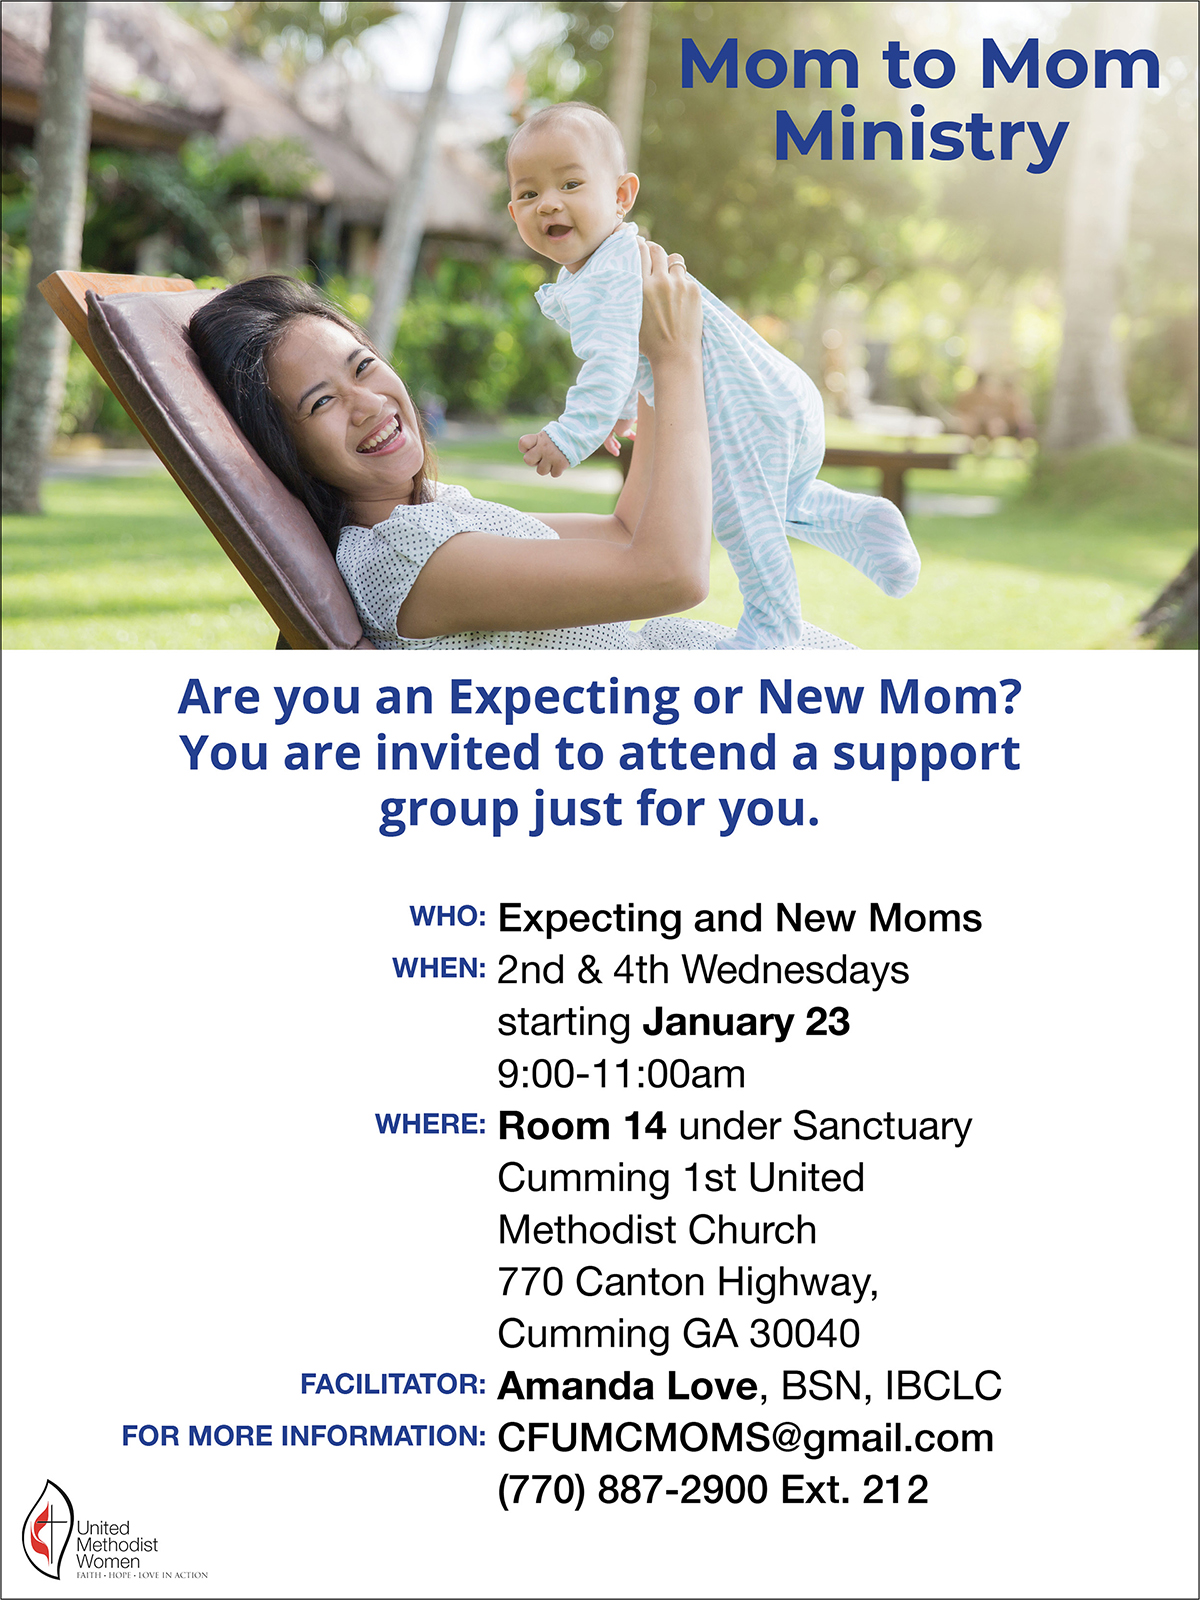 Mom to Mom
Ministry
Are you an Expecting or New Mom?
You are invited to attend a support
group just for you.
WHO: Expecting and New Moms
WHEN: 2nd & 4th Wednesdays
starting January 23
9:00-11:00am
WHERE: Room 14 under Sanctuary
Cumming 1st United
Methodist Church
770 Canton Highway,
Cumming GA 30040
FACILITATOR: Amanda Love, BSN, IBCLC
FOR MORE INFORMATION: CFUMCMOMS@gmail.com
(770) 887-2900 Ext. 212
United
Methodist
Women
FAITH • HOPE • LOVE IN ACTION